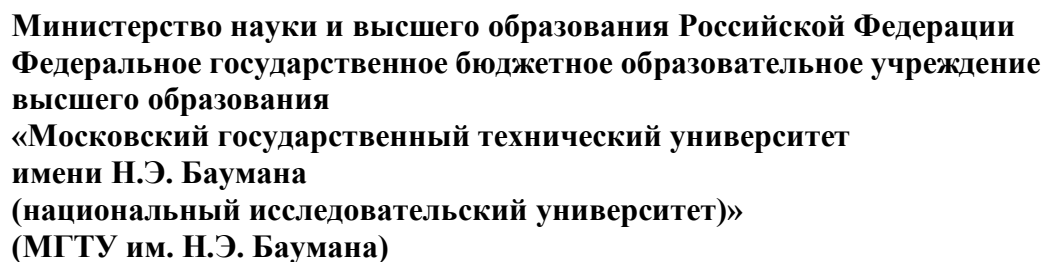 Министерство науки и высшего образования Российской Федерации
Федеральное государственное бюджетное образовательное учреждение
высшего образования
«Московский государственный технический университет
имени Н.Э. Баумана
(национальный исследовательский университет)»
(МГТУ им. Н.Э. Баумана)